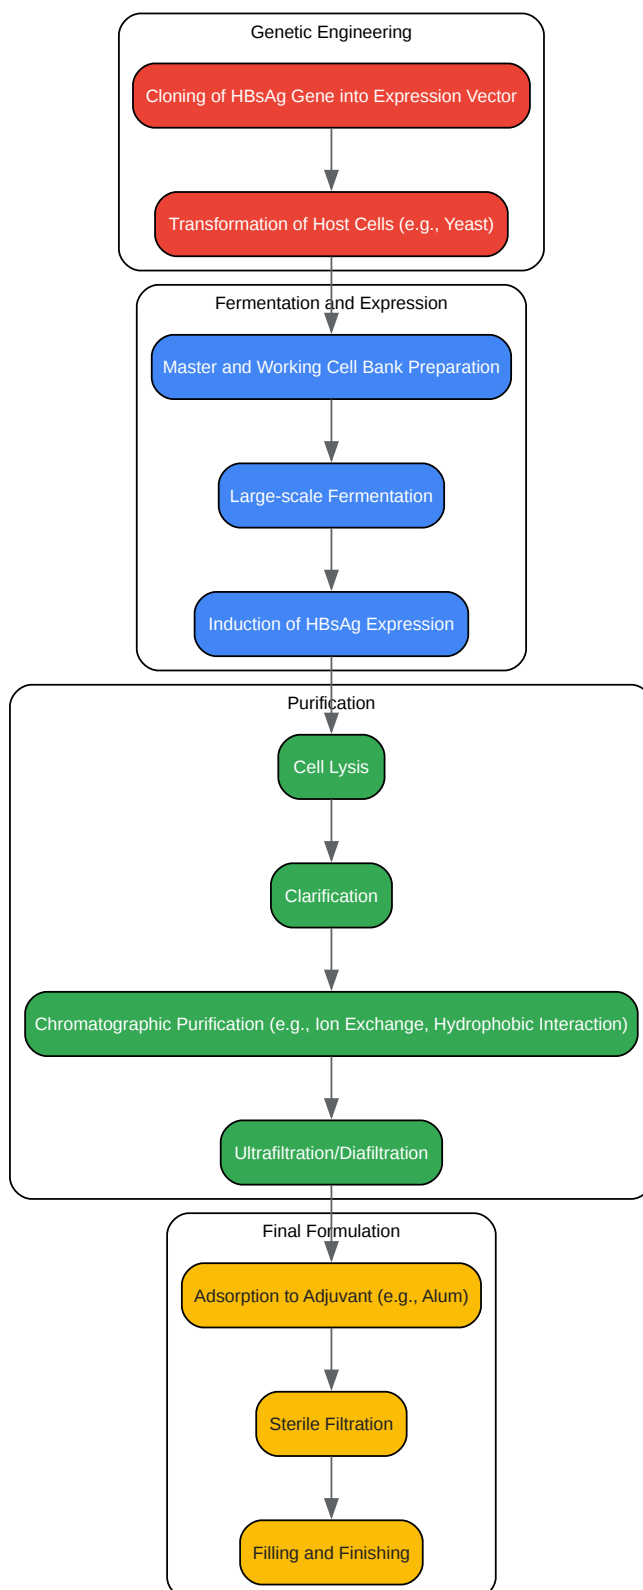 Genetic Engineering
Cloning of HBsAg Gene into Expression Vector
Transformation of Host Cells (e.g., Yeast)
Fermentation and Expression
Master and Working Cell Bank Preparation
Large-scale Fermentation
Induction of HBsAg Expression
Purification
Cell Lysis
Clarification
Chromatographic Purification (e.g., Ion Exchange, Hydrophobic Interaction)
Ultrafiltration/Diafiltration
Final Formulation
Adsorption to Adjuvant (e.g., Alum)
Sterile Filtration
Filling and Finishing